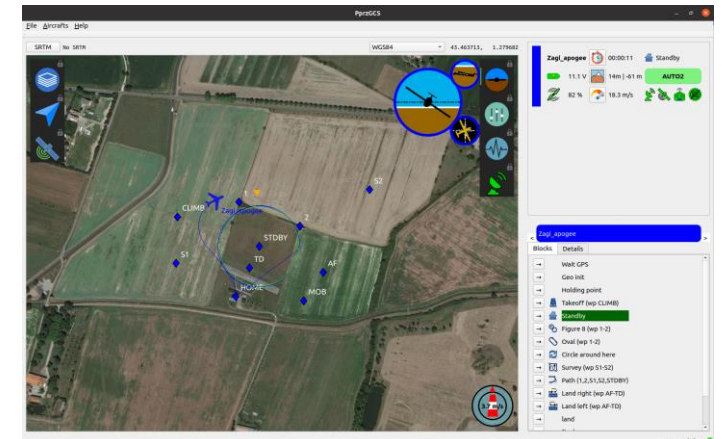 PprzGCS
File Aircrafts Help
SRTM No SRTM WGS84 43.463713, 1.279682
Zagi_apogee 00:00:11 Standby
11.1 V 14m|-61 m AUTO2
82 % 18.3 m/s
S2
1
CLIMB
Zagi_apogee
2
STDBY
S1
TD
AF
HOME
MOB
3.7 m/s
Zagi_apogee
Blocks Details
Wait GPS
Geo init
Holding point
Takeoff (wp CLIMB)
Standby
Figure 8 (wp 1-2)
Oval (wp 1-2)
Circle around here
Survey (wp S1-S2)
Path (1,2,S1,S2,STDBY)
Land right (wp AF-TD)
Land left (wp AF-TD)
land